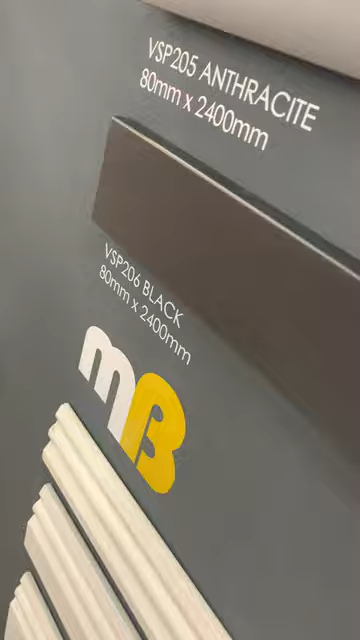 VSP205 ANTHRACITE
80mm x 2400mm
VSP206 BLACK
80mm x 2400mm
mB